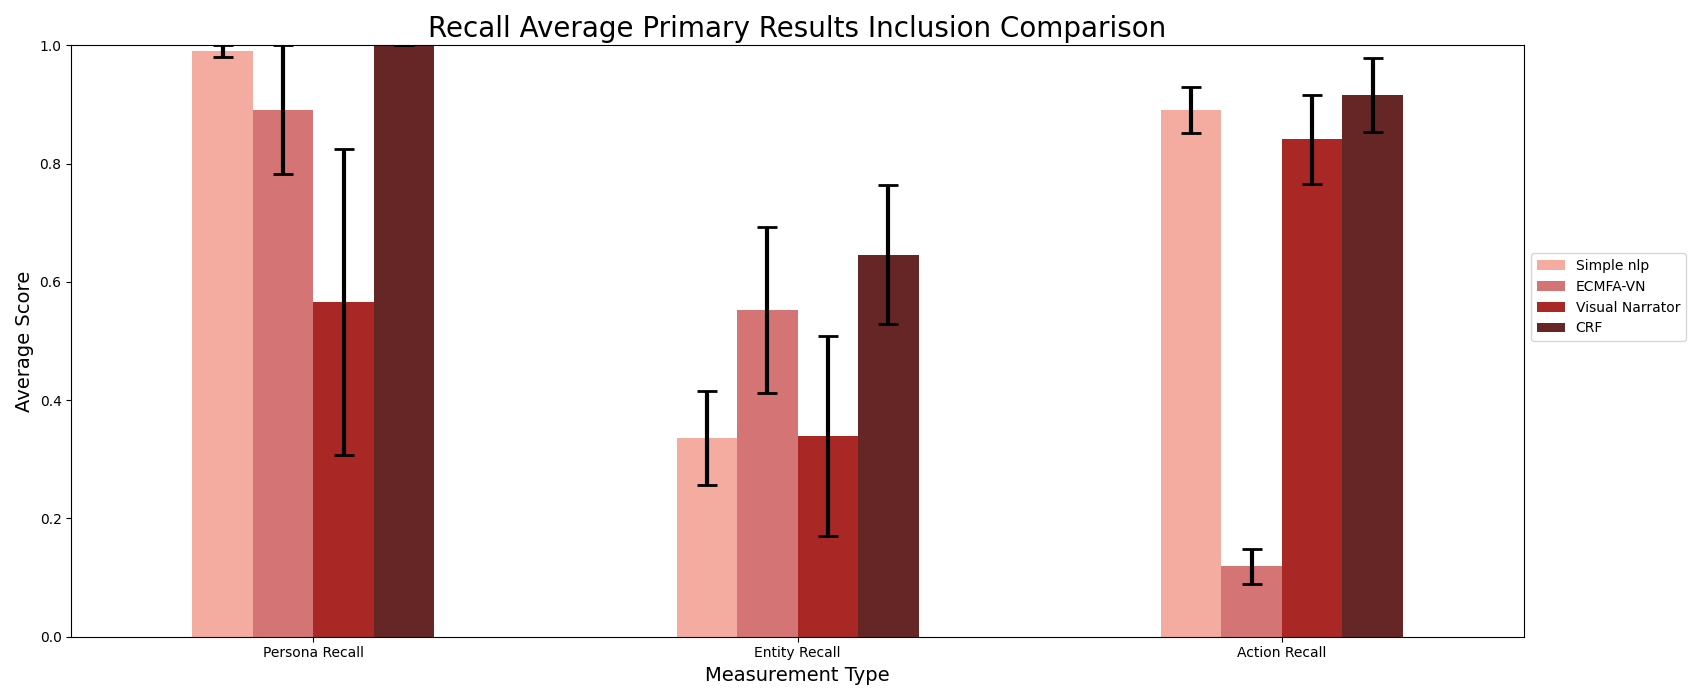 Recall Average Primary Results Inclusion Comparison
1.0
0.8
0.6
0.4
0.2
0.0
Average Score
Persona Recall
Entity Recall
Action Recall
Measurement Type
Simple nlp
ECMFA-VN
Visual Narrator
CRF